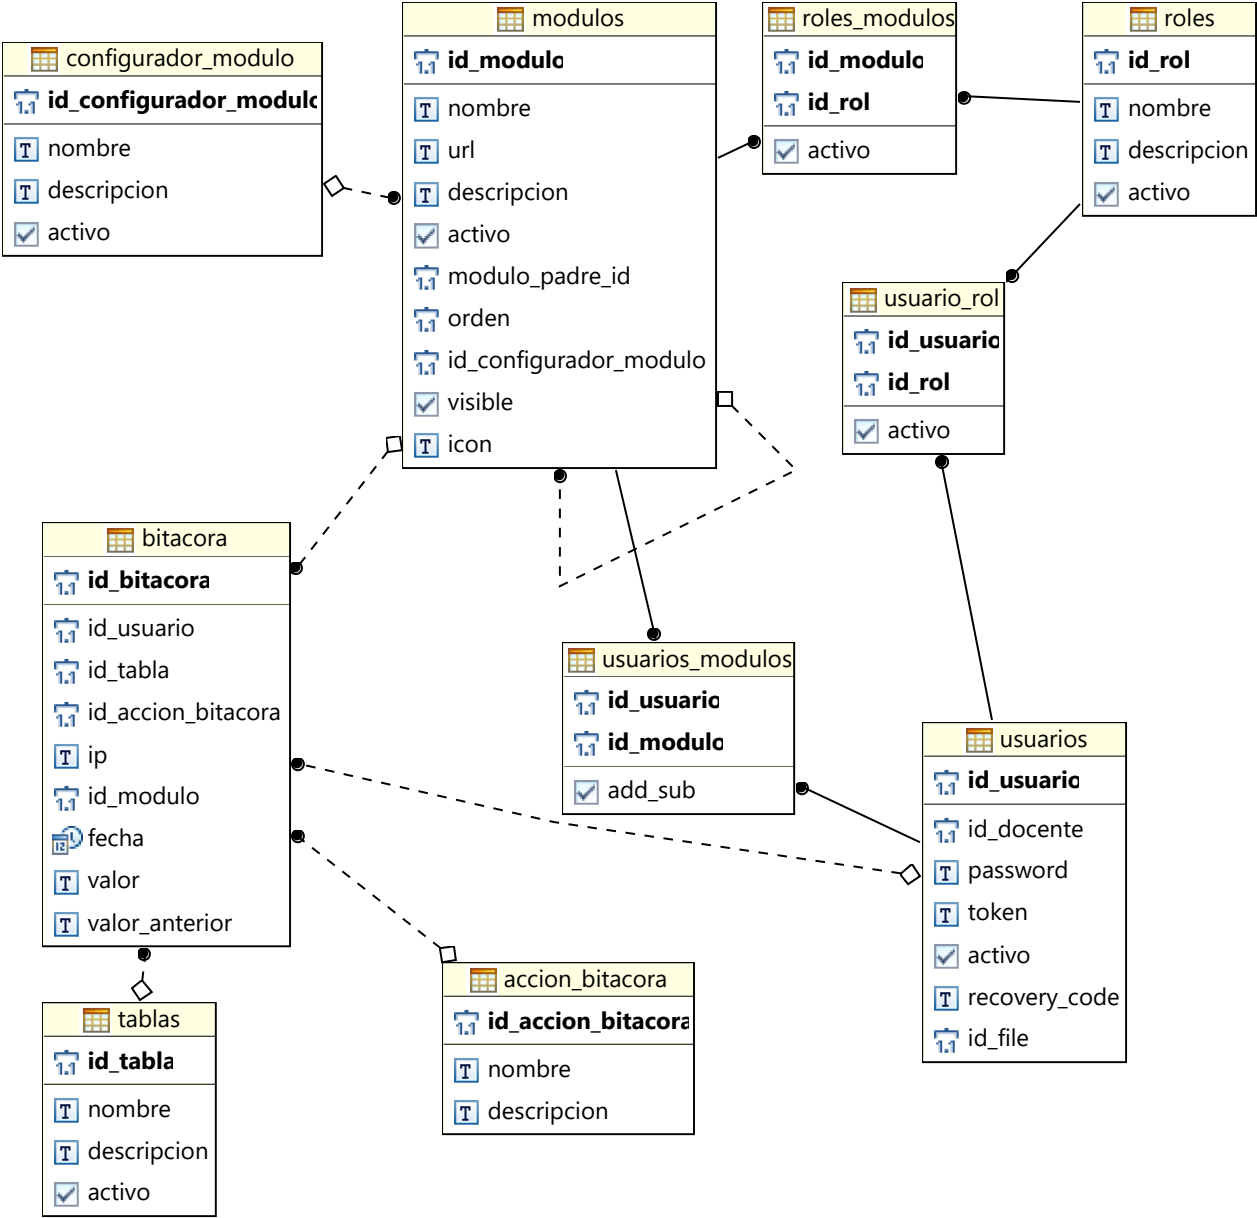 configurador_modulo
id_configurador_modulo
nombre
descripcion
activo
modulos
id_modulo
nombre
url
descripcion
activo
modulo_padre_id
orden
id_configurador_modulo
visible
icon
roles_modulos
id_modulo
id_rol
activo
roles
id_rol
nombre
descripcion
activo
usuario_rol
id_usuario
id_rol
activo
bitacora
id_bitacora
id_usuario
id_tabla
id_accion_bitacora
ip
id_modulo
fecha
valor
valor_anterior
usuarios_modulos
id_usuario
id_modulo
add_sub
usuarios
id_usuario
id_docente
password
token
activo
recovery_code
id_file
tablas
id_tabla
nombre
descripcion
activo
accion_bitacora
id_accion_bitacora
nombre
descripcion